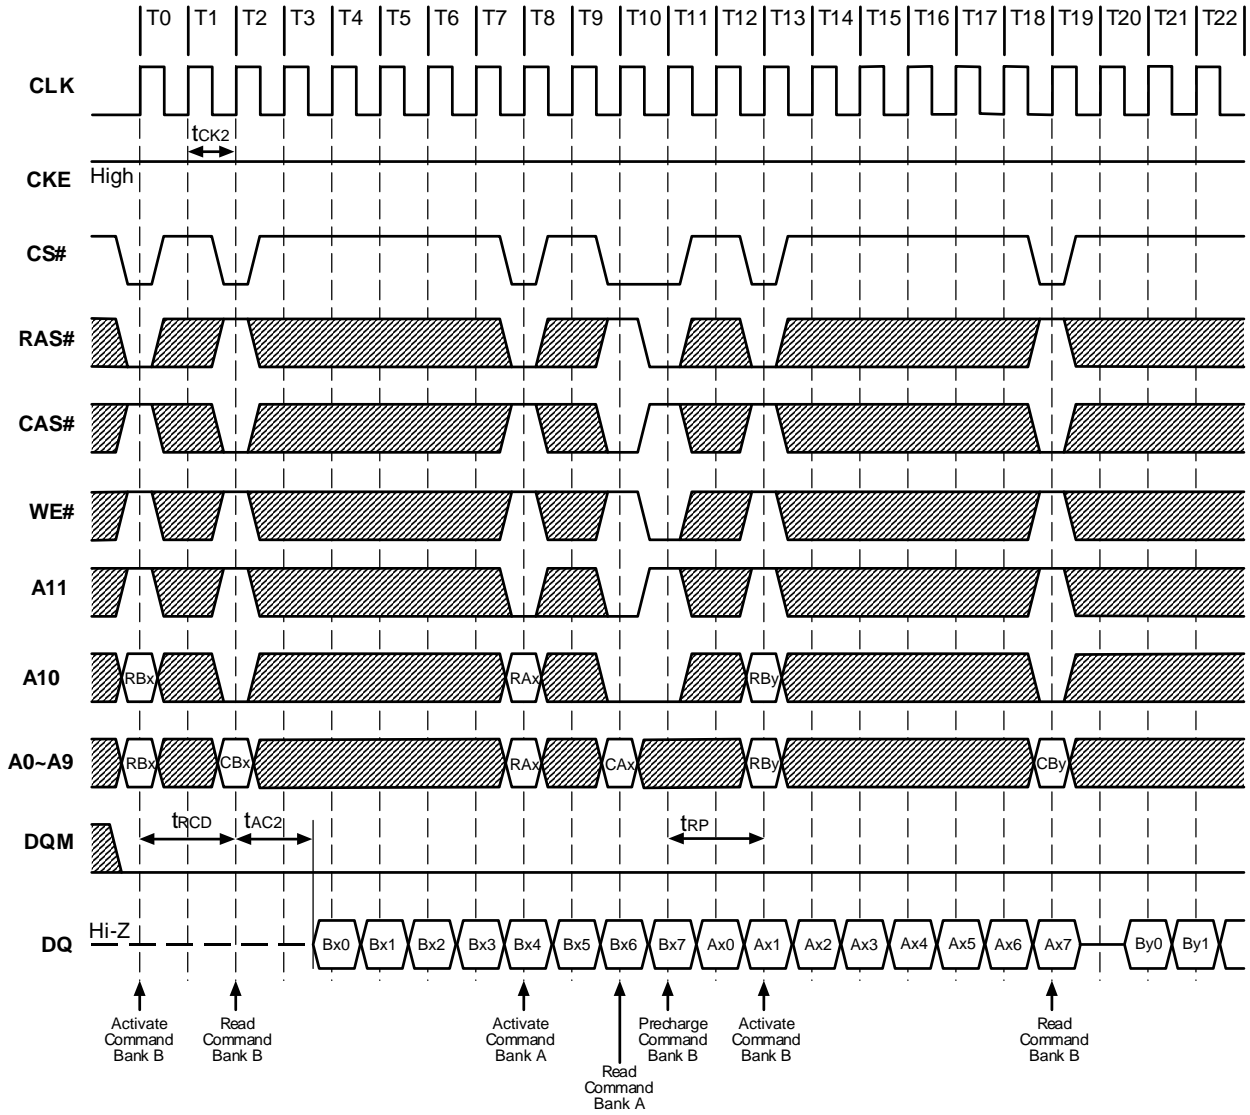 T0 T1 T2 T3 T4 T5 T6 T7 T8 T9 T10 T11 T12 T13 T14 T15 T16 T17 T18 T19 T20 T21 T22
CLK
tCK2
CKE High
CS#
RAS#
CAS#
WE#
A11
A10 RBx RAx RBy
A0~A9 RBx CBx RAx CAx RBy CBy
tRCD tAC2 tRP
DQM
Hi-Z
DQ Bx0 Bx1 Bx2 Bx3 Bx4 Bx5 Bx6 Bx7 Ax0 Ax1 Ax2 Ax3 Ax4 Ax5 Ax6 Ax7 By0 By1
Activate
Command
Bank B
Read
Command
Bank B
Activate
Command
Bank A
Read
Command
Bank A
Precharge
Command
Bank B
Activate
Command
Bank B
Read
Command
Bank B